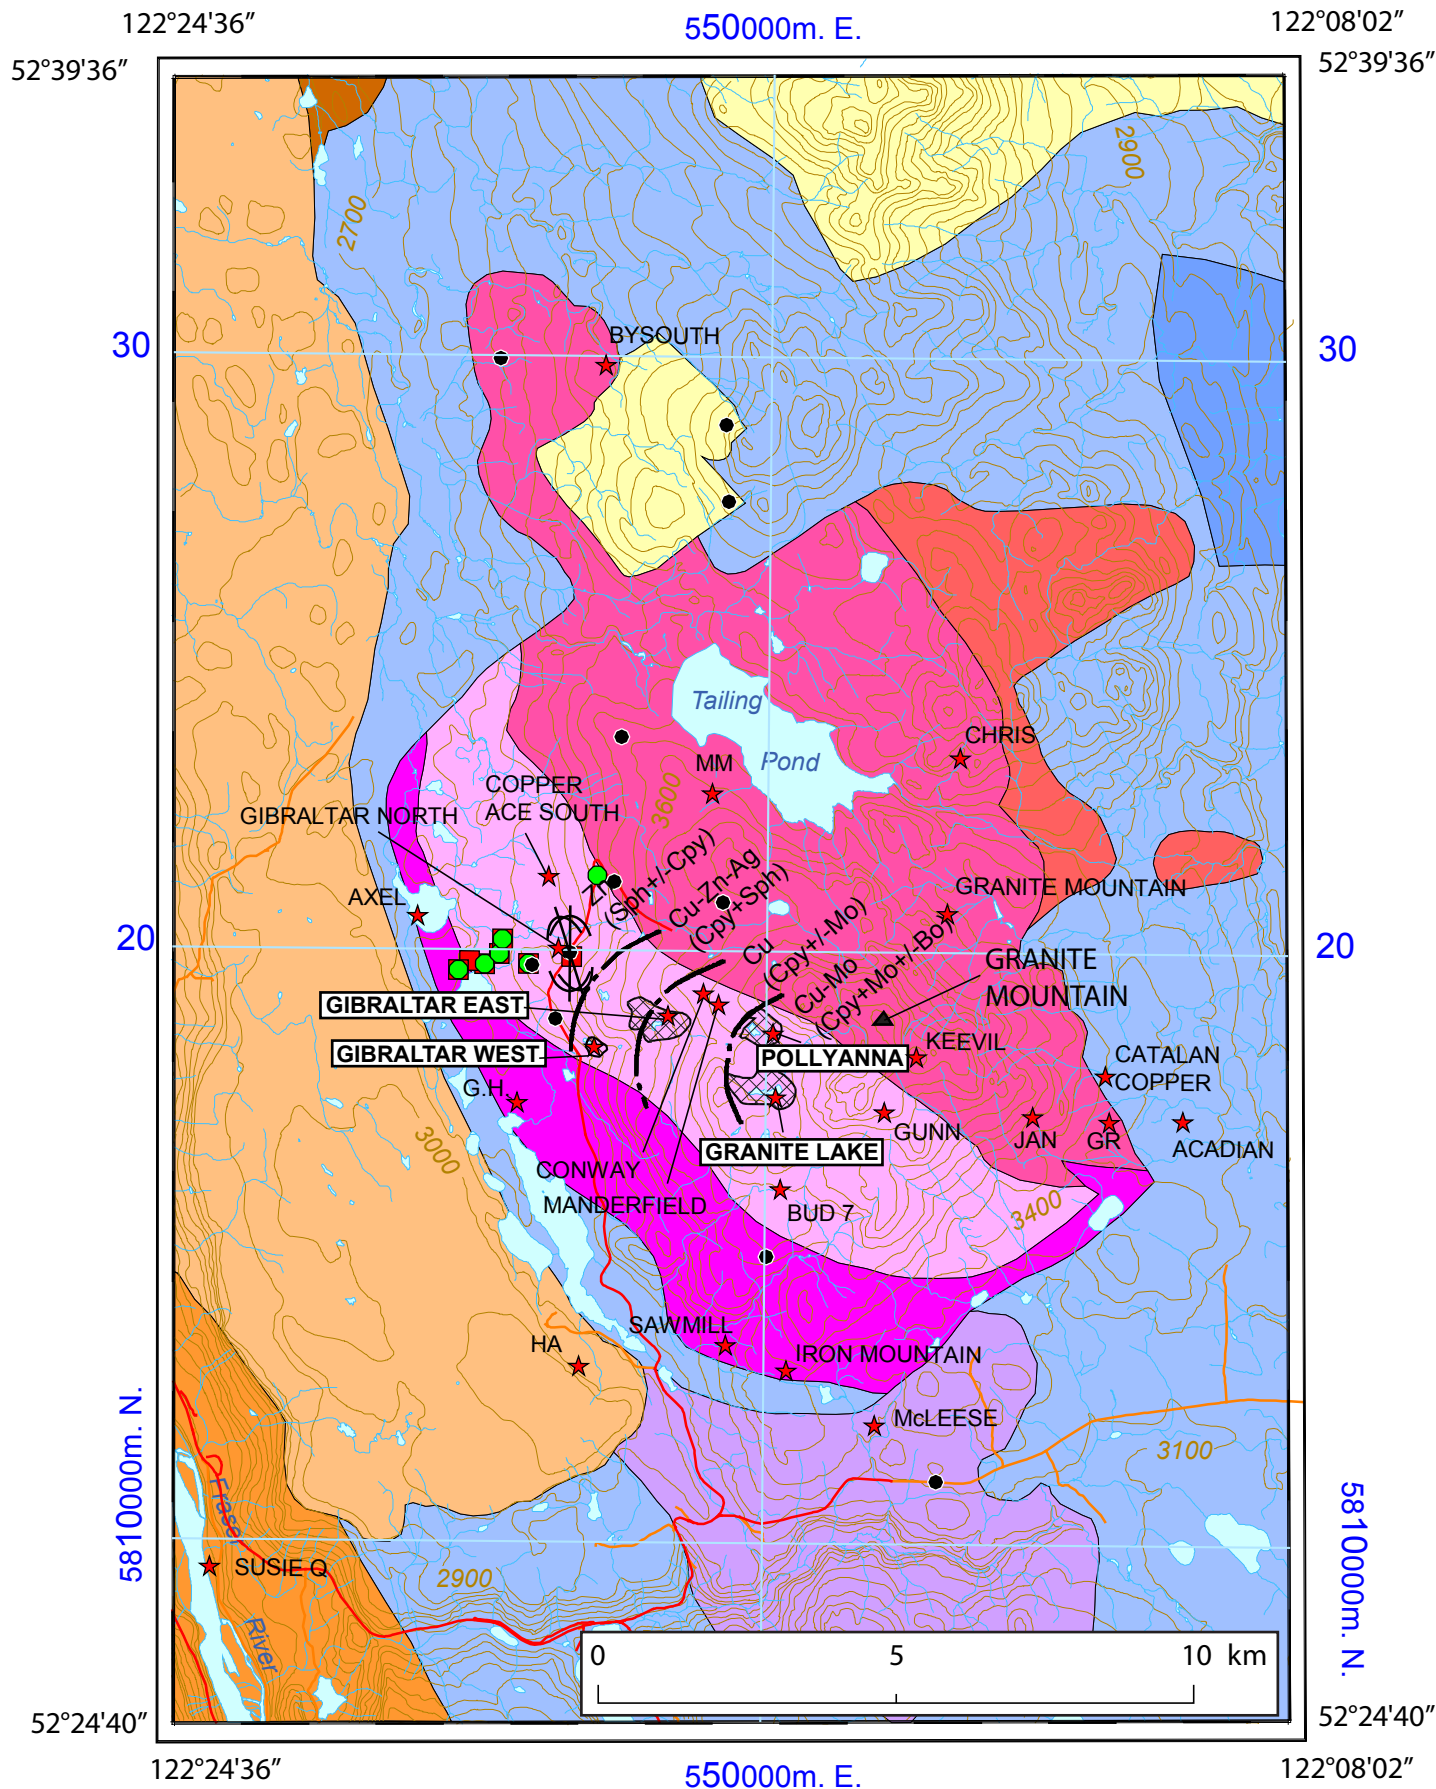 122°24'36"
550000m. E.
122°08'02"
52°39'36"
52°39'36"
2900
2700
BYSOUTH
30
30
Tailing
Pond
CHRIS
MM
COPPER
ACE SOUTH
3600
GIBRALTAR NORTH
Zn
(Sph+/-Cpy)
Cu-Zn-Ag
(Cpy+Sph)
AXEL
GRANITE MOUNTAIN
Cu
(Cpy+/-Mo)
20
20
Cu-Mo
(Cpy+Mo+/-Bo)
GRANITE
MOUNTAIN
GIBRALTAR EAST
GIBRALTAR WEST
POLLYANNA
KEEVIL
CATALAN
COPPER
G.H.
GUNN
JAN
GR
ACADIAN
3000
GRANITE LAKE
CONWAY
MANDERFIELD
BUD 7
3400
SAWMILL
HA
IRON MOUNTAIN
McLEESE
3100
5810000m. N.
5810000m. N.
Fraser
River
SUSIE Q
2900
0 5 10 km
52°24'40"
52°24'40"
122°24'36"
550000m. E.
122°08'02"